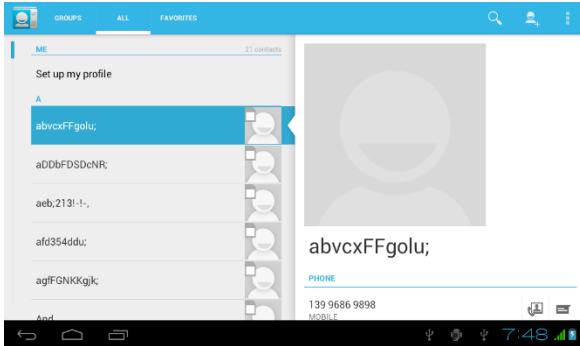 GROUPS ALL FAVORITES
ME 21 contacts
Set up my profile
A
abvcxFFgolu;
aDDbFDSDcNR;
aeb;213!-!-,
afd354ddu;
agfFGNKKgjk;
And
abvcxFFgolu;
PHONE
139 9686 9898
MOBILE
7:48